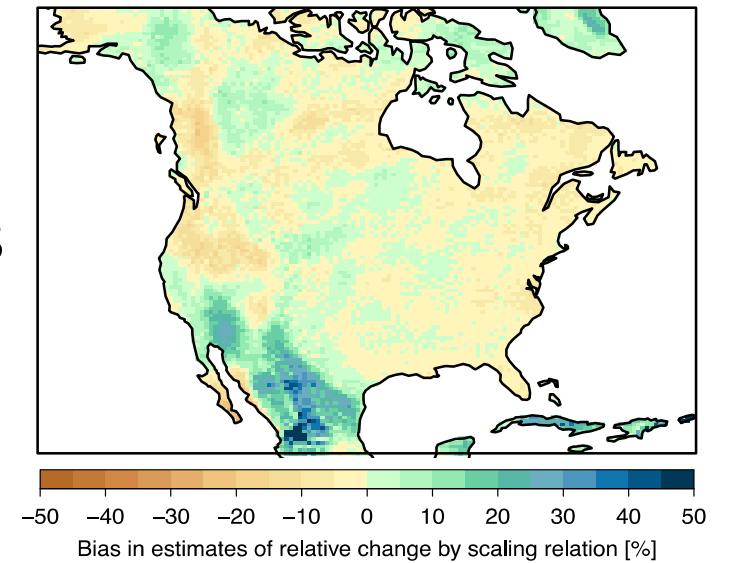 –50 –40 –30 –20 –10 0 10 20 30 40 50
Bias in estimates of relative change by scaling relation [%]